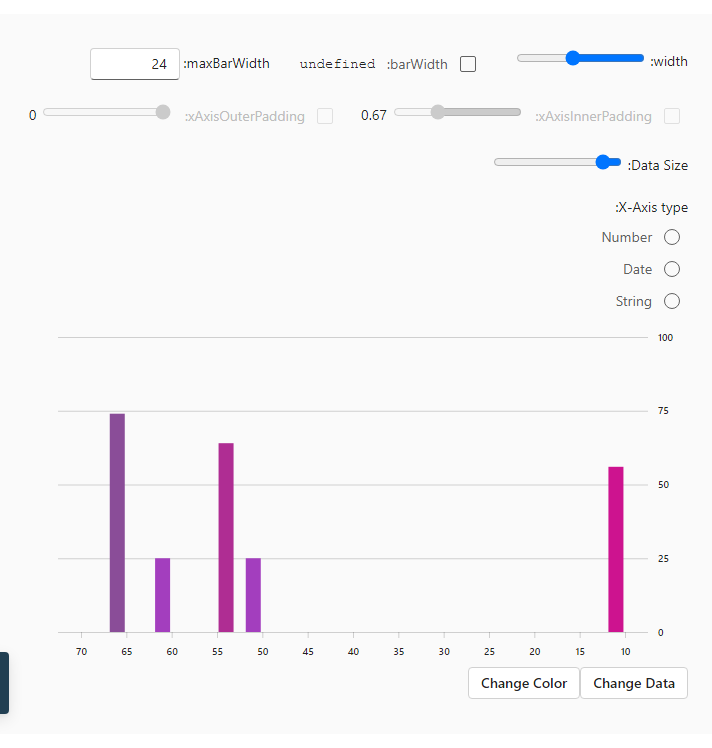 :width
:barWidth undefined
:maxBarWidth 24
:xAxisInnerPadding 0.67
:xAxisOuterPadding 0
:Data Size
:X-Axis type
Number
Date
String
100
75
50
25
0
70 65 60 55 50 45 40 35 30 25 20 15 10
Change Color Change Data